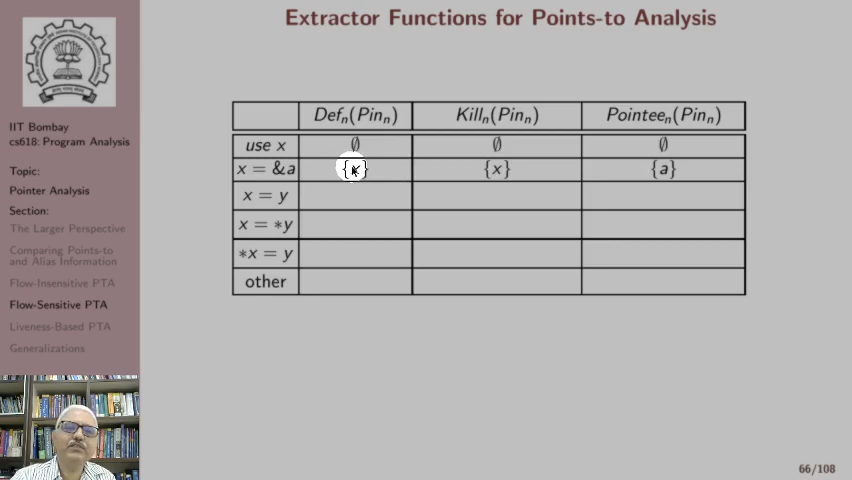 Extractor Functions for Points-to Analysis
IIT Bombay
cs618: Program Analysis
Topic:
Pointer Analysis
Section:
The Larger Perspective
Comparing Points-to
and Alias Information
Flow-Insensitive PTA
Flow-Sensitive PTA
Liveness-Based PTA
Generalizations
Defₙ(Pinₙ) Killₙ(Pinₙ) Pointeeₙ(Pinₙ)
use x ∅ ∅ ∅
x = &a {x} {x} {a}
x = y
x = *y
*x = y
other
66/108